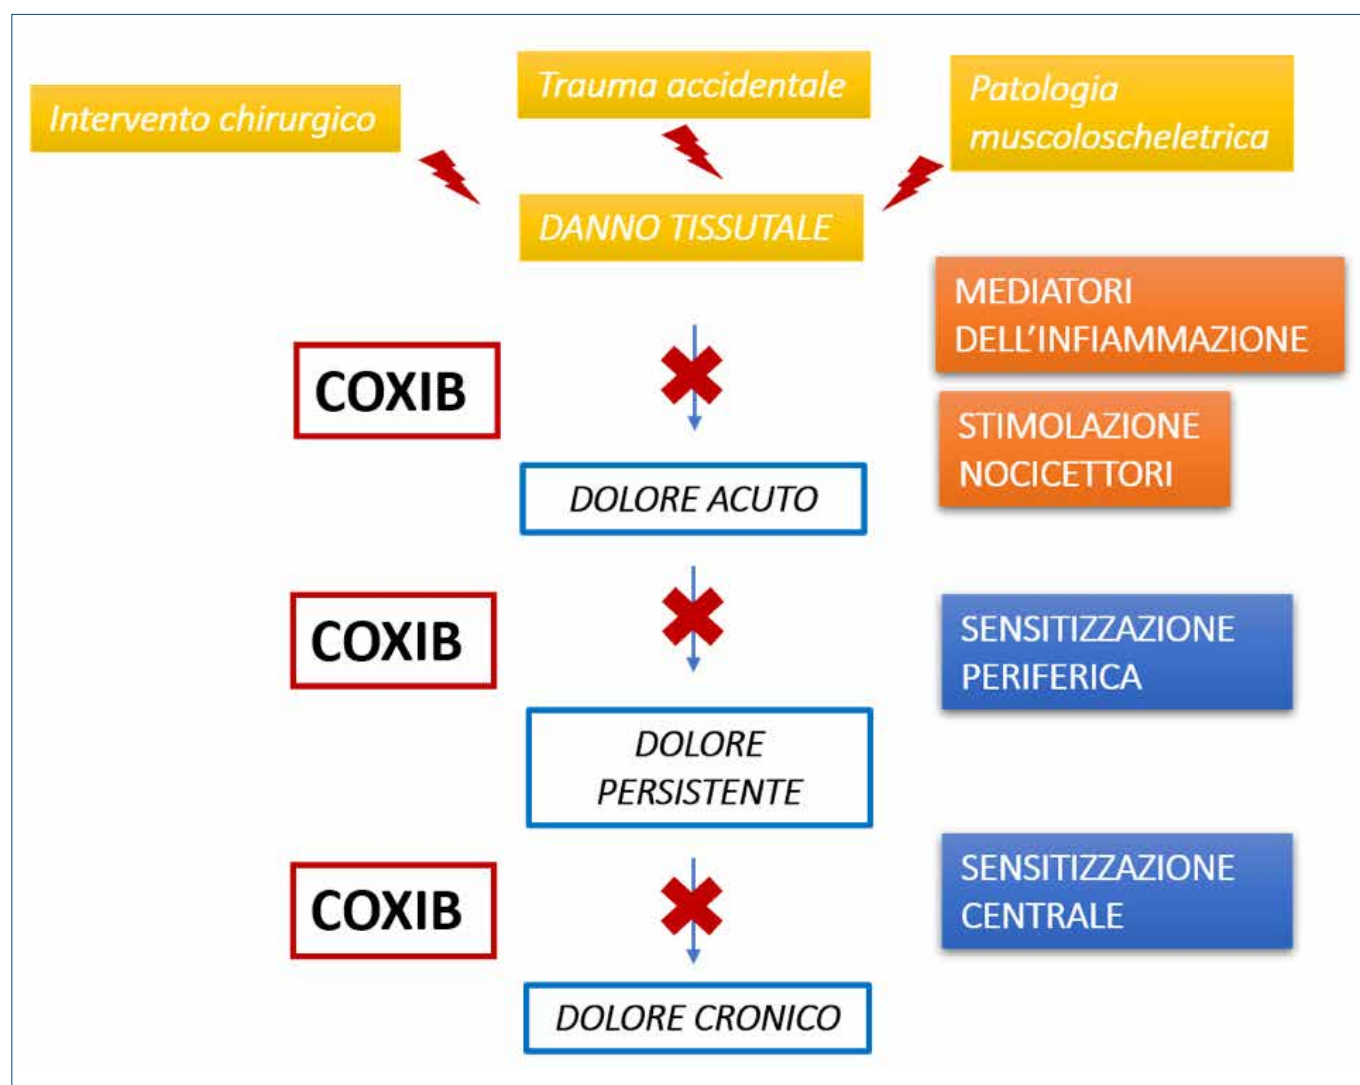 Intervento chirurgico
Trauma accidentale
Patologia
muscoloscheletrica
DANNO TISSUTALE
MEDIATORI
DELL'INFIAMMAZIONE
COXIB
STIMOLAZIONE
NOCICETTORI
DOLORE ACUTO
COXIB
SENSITIZZAZIONE
PERIFERICA
DOLORE
PERSISTENTE
COXIB
SENSITIZZAZIONE
CENTRALE
DOLORE CRONICO